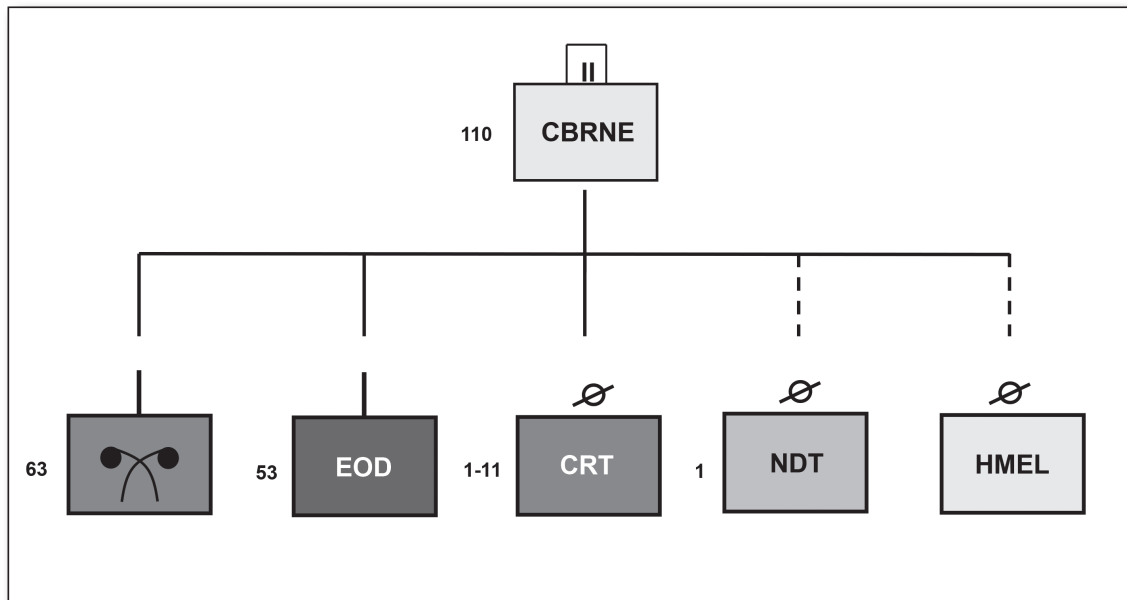 II
110 CBRNE
63
53 EOD
1-11 CRT
1 NDT
HMEL